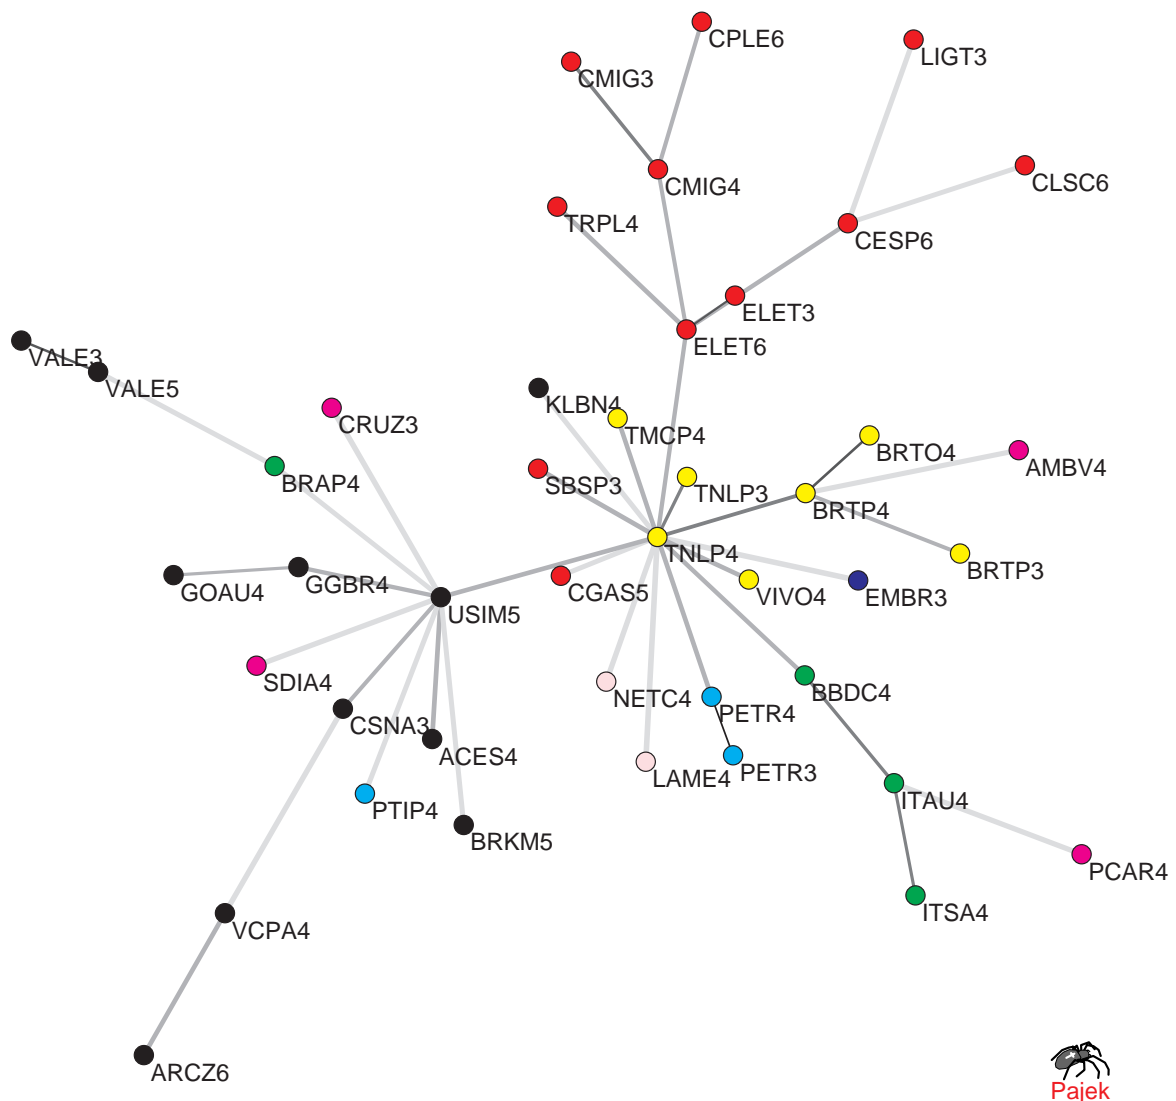 CPLE6
LIGT3
CMIG3
CMIG4
CLSC6
TRPL4
CESP6
ELET3
ELET6
VALE3
VALE5
KLBN4
CRUZ3
TMCP4
BRTO4
AMBV4
BRAP4
SBSP3
TNLP3
BRTP4
TNLP4
BRTP3
GOAU4
GGBR4
CGAS5
VIVO4
EMBR3
USIM5
SDIA4
NETC4
BBDC4
PETR4
CSNA3
ACES4
LAME4
PETR3
PTIP4
ITAU4
BRKM5
PCAR4
ITSA4
VCPA4
ARCZ6
Pajek